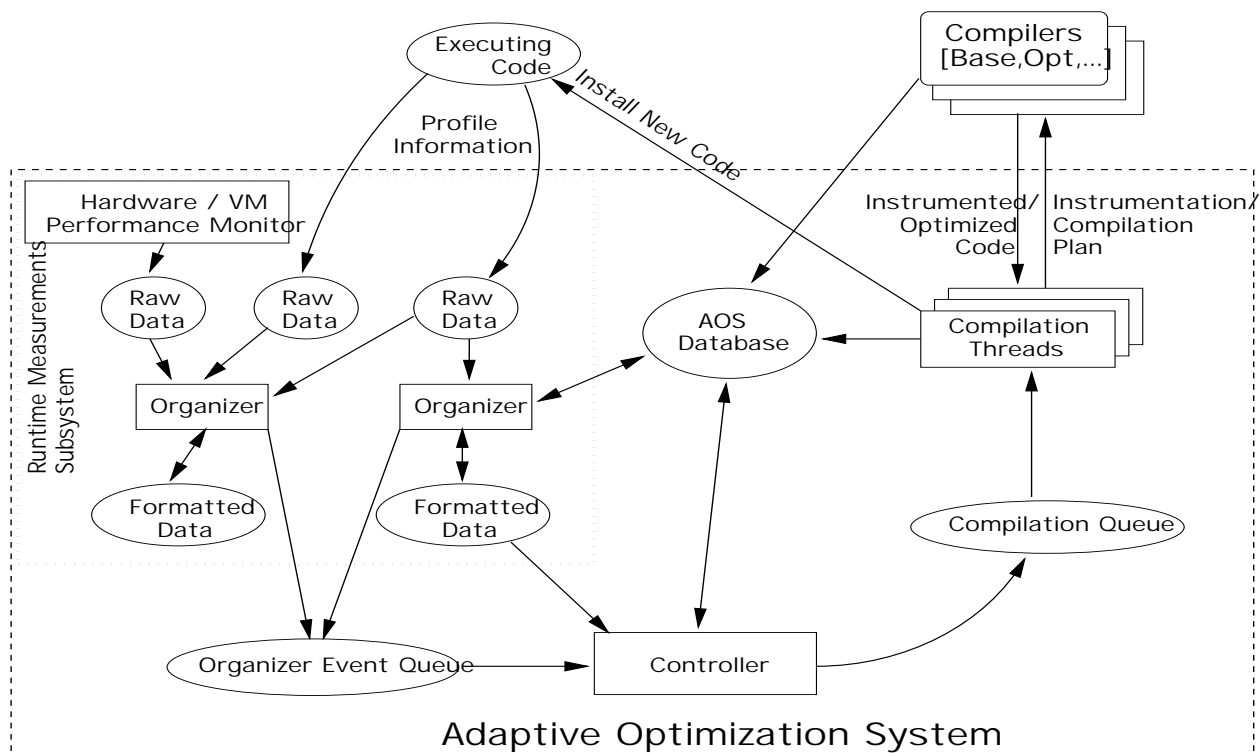 Executing
Code
Compilers
[Base,Opt,...]
Install New Code
Profile
Information
Hardware / VM
Performance Monitor
Instrumented/
Optimized
Code
Instrumentation/
Compilation
Plan
Runtime Measurements
Subsystem
Raw
Data
Raw
Data
Raw
Data
AOS
Database
Compilation
Threads
Organizer
Organizer
Formatted
Data
Formatted
Data
Compilation Queue
Organizer Event Queue
Controller
Adaptive Optimization System